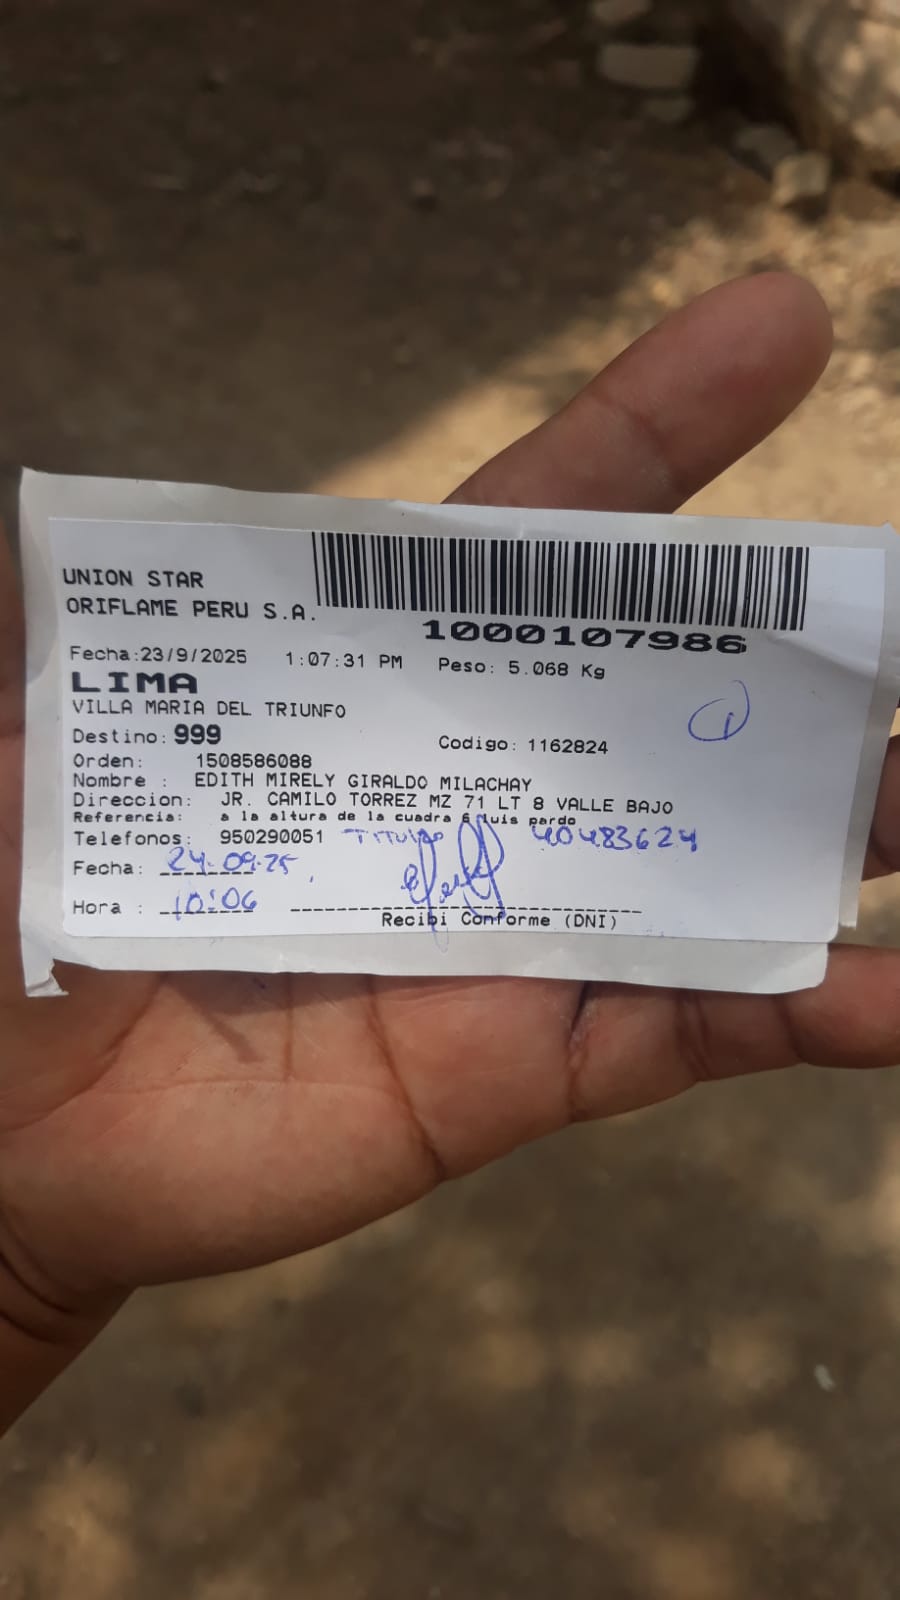 UNION STAR
ORIFLAME PERU S.A.
1000107986
Fecha:23/9/2025 1:07:31 PM Peso: 5.068 Kg
LIMA
VILLA MARIA DEL TRIUNFO
1
Destino: 999 Codigo: 1162824
Orden: 1508586088
Nombre : EDITH MIRELY GIRALDO MILACHAY
Direccion: JR. CAMILO TORREZ MZ 71 LT 8 VALLE BAJO
Referencia: a la altura de la cuadra 6 luis pardo
Telefonos: 950290051 TITULAR 40483624
Fecha: 24-09-25
Hora : 10:06
Recibi Conforme (DNI)